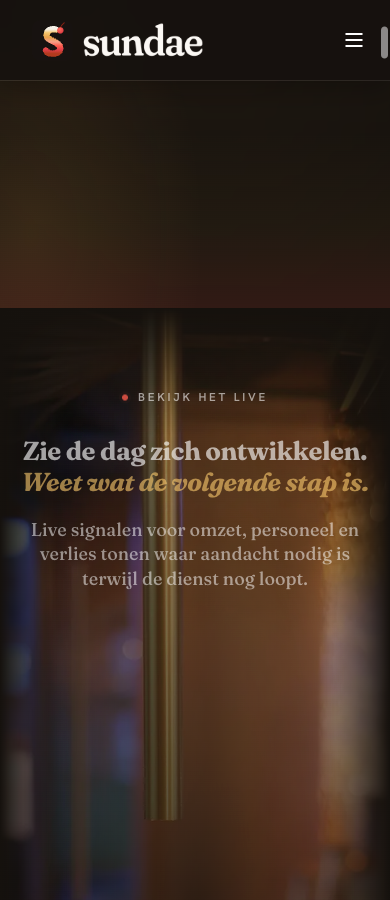 sundae
BEKIJK HET LIVE
Zie de dag zich ontwikkelen.
Weet wat de volgende stap is.
Live signalen voor omzet, personeel en
verlies tonen waar aandacht nodig is
terwijl de dienst nog loopt.